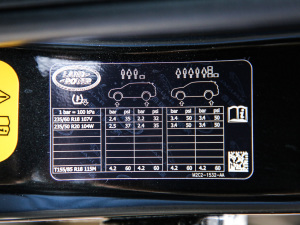 LAND ROVER
1 bar = 100 kPa
bar psi bar psi bar psi bar psi
235/60 R18 107V 2.4 35 2.2 32 3.4 50 3.4 50
235/50 R20 104W 2.5 37 2.4 35 3.4 50 3.4 50
T155/85 R18 115M 4.2 60 4.2 60 4.2 60 4.2 60